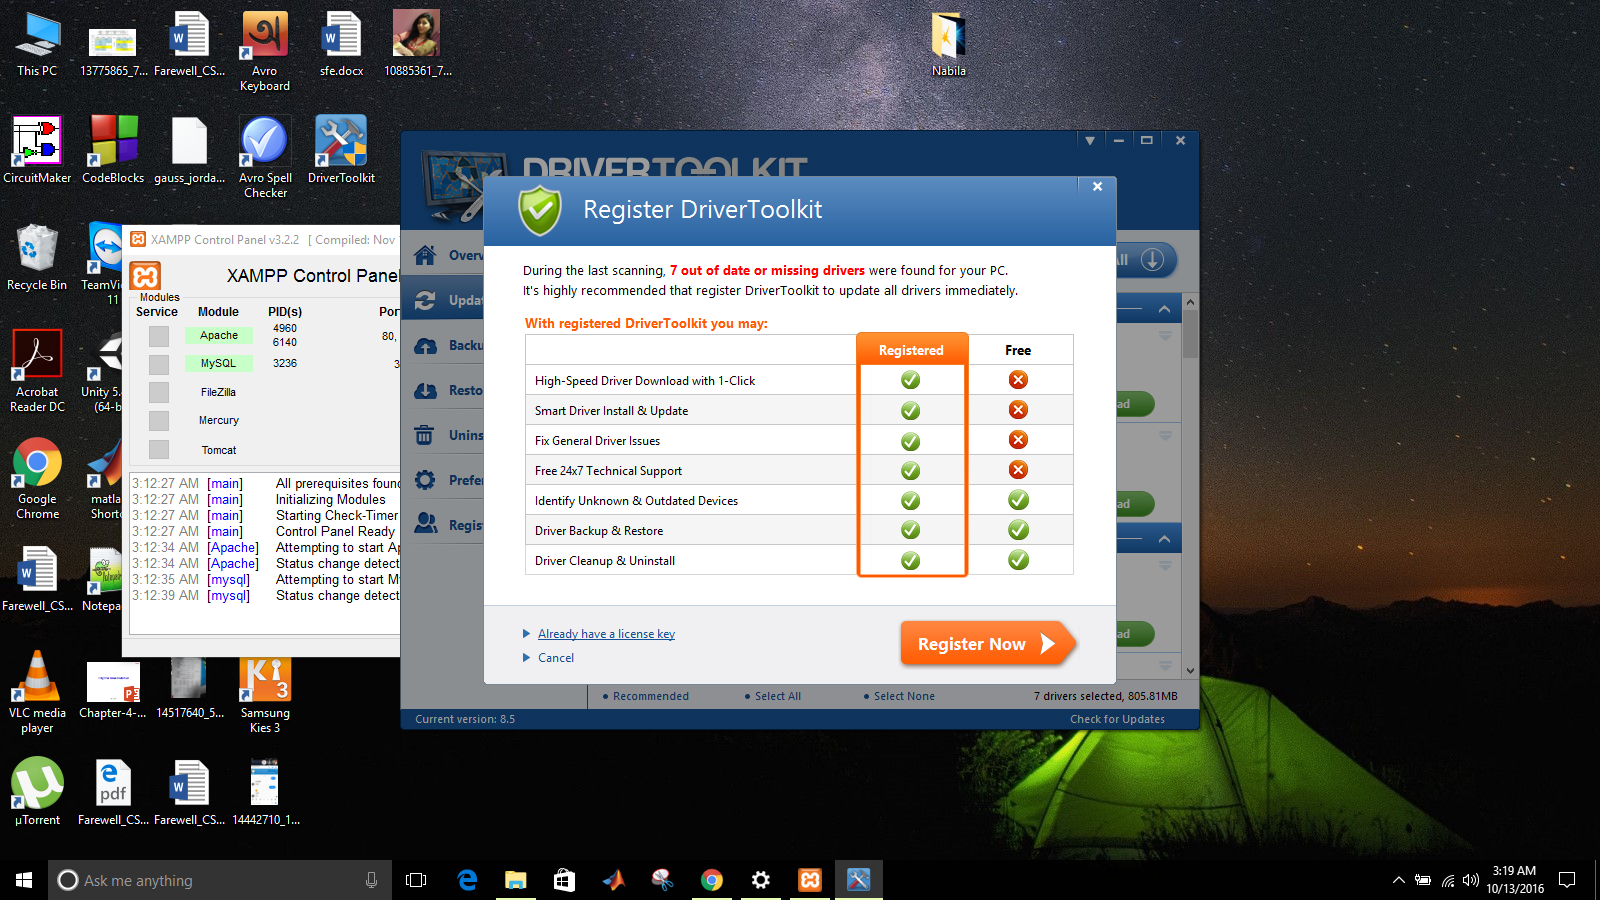 This PC
13775865_7...
Farewell_CS...
Avro
Keyboard
sfe.docx
10885361_7...
Nabila
CircuitMaker
CodeBlocks
gauss_jorda...
Avro Spell
Checker
DriverToolkit
Recycle Bin
TeamVi
11
Acrobat
Reader DC
Unity 5.
(64-b
Google
Chrome
matla
Shortc
Farewell_CS...
Notepa
VLC media
player
Chapter-4-...
14517640_5...
Samsung
Kies 3
µTorrent
Farewell_CS...
Farewell_CS...
14442710_1...
XAMPP Control Panel v3.2.2 [ Compiled: Nov
XAMPP Control Panel
Modules
Service Module PID(s) Por
Apache 4960 6140 80,
MySQL 3236 3
FileZilla
Mercury
Tomcat
3:12:27 AM [main] All prerequisites found
3:12:27 AM [main] Initializing Modules
3:12:27 AM [main] Starting Check-Timer
3:12:27 AM [main] Control Panel Ready
3:12:34 AM [Apache] Attempting to start Ap
3:12:34 AM [Apache] Status change detect
3:12:35 AM [mysql] Attempting to start M
3:12:39 AM [mysql] Status change detect
DRIVERTOOLKIT
Overv
Updat
Backu
Resto
Unins
Prefer
Regis
All
ad
ad
ad
Register DriverToolkit
During the last scanning, 7 out of date or missing drivers were found for your PC.
It's highly recommended that register DriverToolkit to update all drivers immediately.
With registered DriverToolkit you may:
Registered Free
High-Speed Driver Download with 1-Click
Smart Driver Install & Update
Fix General Driver Issues
Free 24x7 Technical Support
Identify Unknown & Outdated Devices
Driver Backup & Restore
Driver Cleanup & Uninstall
Already have a license key
Cancel
Register Now
Recommended Select All Select None 7 drivers selected, 805.81MB
Current version: 8.5 Check for Updates
Ask me anything
3:19 AM
10/13/2016